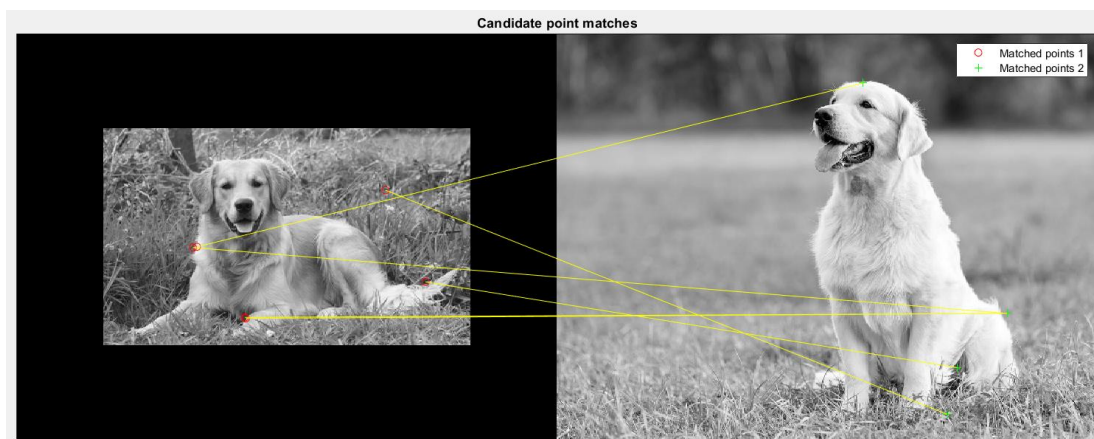 Candidate point matches
Matched points 1
Matched points 2